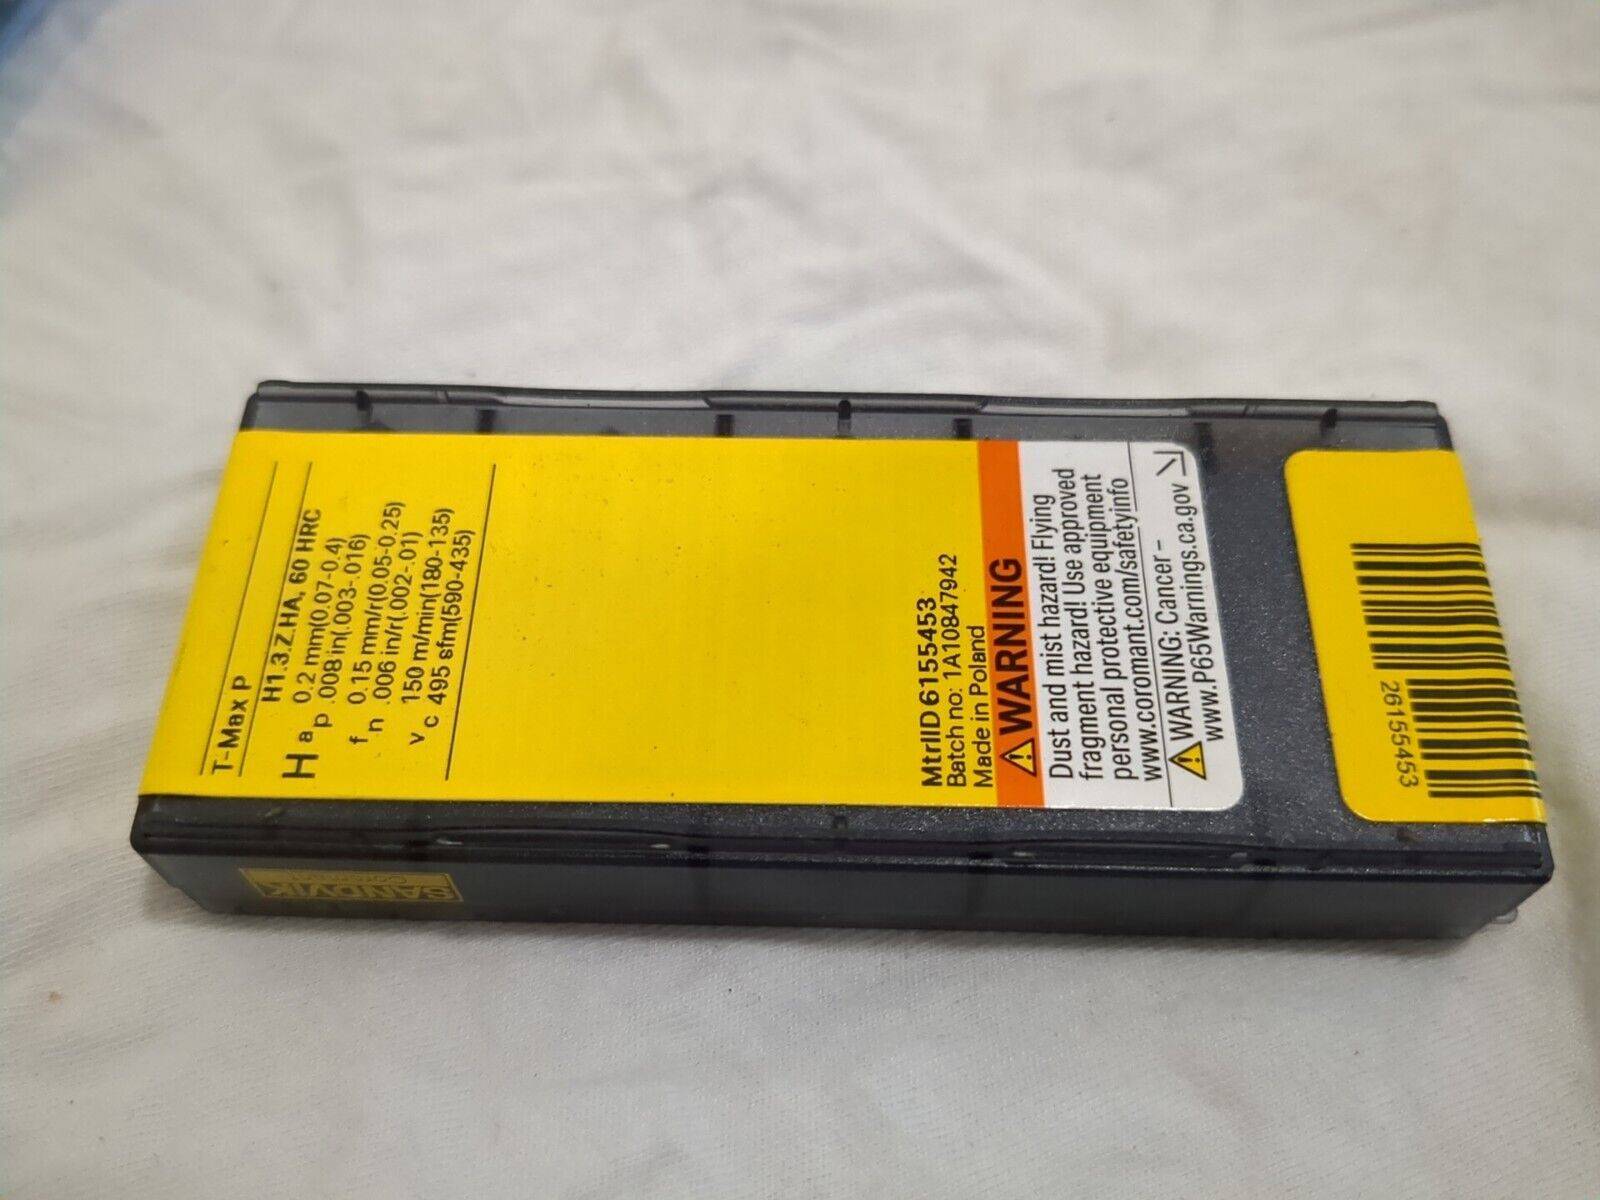 T-Max P
H1.3.Z HA, 60 HRC
H
ap 0.2 mm(0.07-0.4)
.008 in(.003-.016)
fn 0.15 mm/r(0.05-0.25)
.006 in/r(.002-.01)
vc 150 m/min(180-135)
495 sfm(590-435)
MtrlID 6155453
Batch no: 1A10847942
Made in Poland
WARNING
Dust and mist hazard! Flying
fragment hazard! Use approved
personal protective equipment
www.coromant.com/safetyinfo
WARNING: Cancer –
www.P65Warnings.ca.gov
26155453
SANDVIK
Coromant